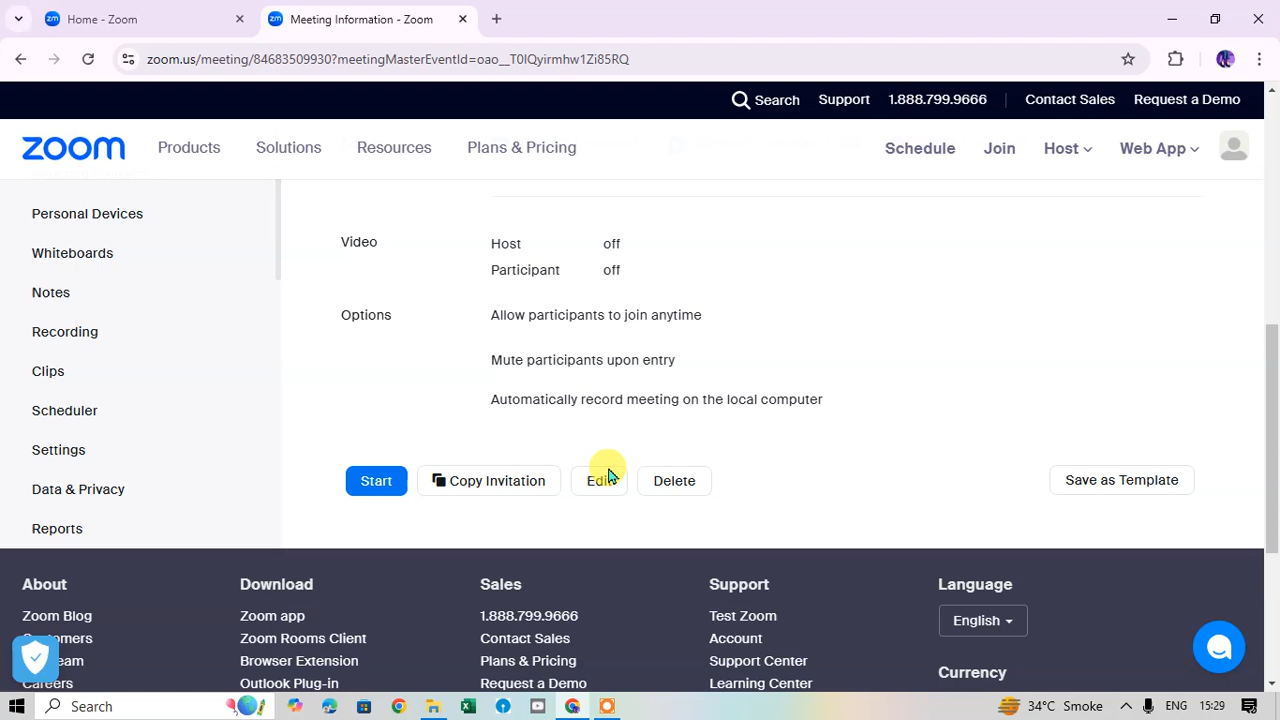 Home - Zoom
Meeting Information - Zoom
zoom.us/meeting/84683509930?meetingMasterEventId=oao__T0lQyirmhw1Zi85RQ
Search Support 1.888.799.9666 Contact Sales Request a Demo
zoom Products Solutions Resources Plans & Pricing Schedule Join Host Web App
Personal Devices
Whiteboards
Notes
Recording
Clips
Scheduler
Settings
Data & Privacy
Reports
Video Host off
Participant off
Options Allow participants to join anytime
Mute participants upon entry
Automatically record meeting on the local computer
Start Copy Invitation Edit Delete Save as Template
About Download Sales Support Language
Zoom Blog Zoom app 1.888.799.9666 Test Zoom English
Customers Zoom Rooms Client Contact Sales Account
Team Browser Extension Plans & Pricing Support Center Currency
Careers Outlook Plug-in Request a Demo Learning Center
Search 34°C Smoke ENG 15:29